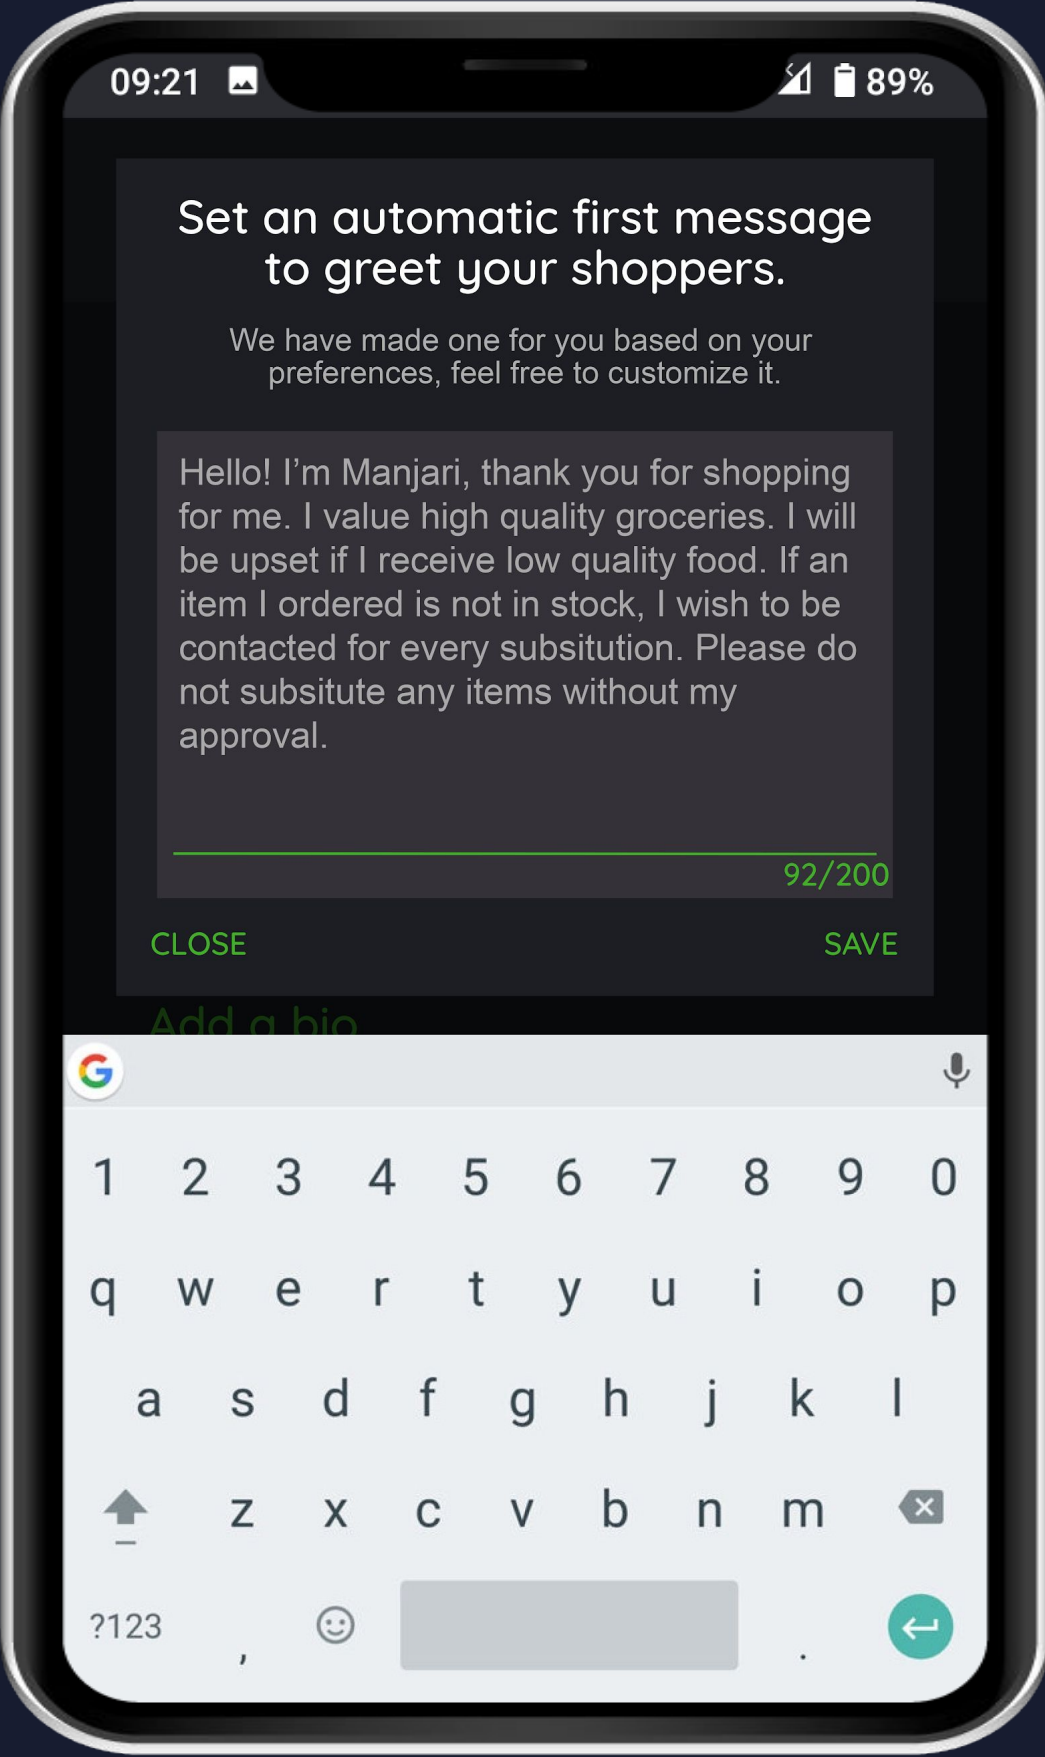 09:21
89%
Set an automatic first message
to greet your shoppers.
We have made one for you based on your
preferences, feel free to customize it.
Hello! I’m Manjari, thank you for shopping
for me. I value high quality groceries. I will
be upset if I receive low quality food. If an
item I ordered is not in stock, I wish to be
contacted for every subsitution. Please do
not subsitute any items without my
approval.
92/200
CLOSE SAVE
Add a bio
G
1 2 3 4 5 6 7 8 9 0
q w e r t y u i o p
a s d f g h j k l
z x c v b n m
?123 , .